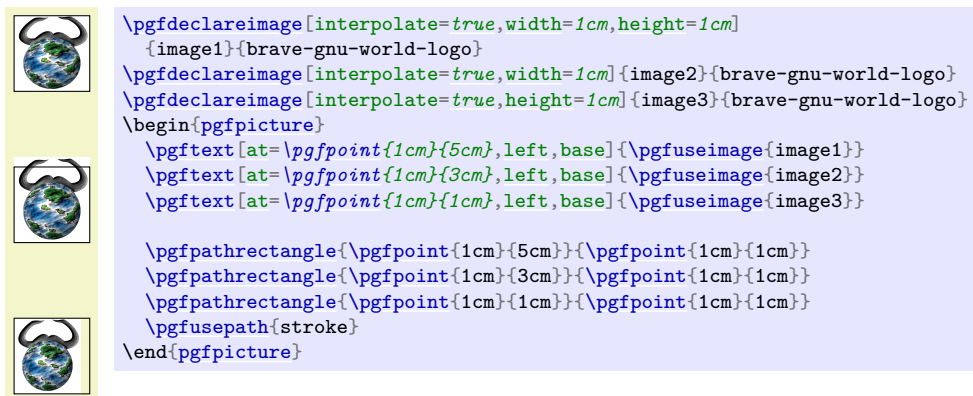 \pgfdeclareimage[interpolate=true,width=1cm,height=1cm]
  {image1}{brave-gnu-world-logo}
\pgfdeclareimage[interpolate=true,width=1cm]{image2}{brave-gnu-world-logo}
\pgfdeclareimage[interpolate=true,height=1cm]{image3}{brave-gnu-world-logo}
\begin{pgfpicture}
  \pgftext[at=\pgfpoint{1cm}{5cm},left,base]{\pgfuseimage{image1}}
  \pgftext[at=\pgfpoint{1cm}{3cm},left,base]{\pgfuseimage{image2}}
  \pgftext[at=\pgfpoint{1cm}{1cm},left,base]{\pgfuseimage{image3}}

  \pgfpathrectangle{\pgfpoint{1cm}{5cm}}{\pgfpoint{1cm}{1cm}}
  \pgfpathrectangle{\pgfpoint{1cm}{3cm}}{\pgfpoint{1cm}{1cm}}
  \pgfpathrectangle{\pgfpoint{1cm}{1cm}}{\pgfpoint{1cm}{1cm}}
  \pgfusepath{stroke}
\end{pgfpicture}